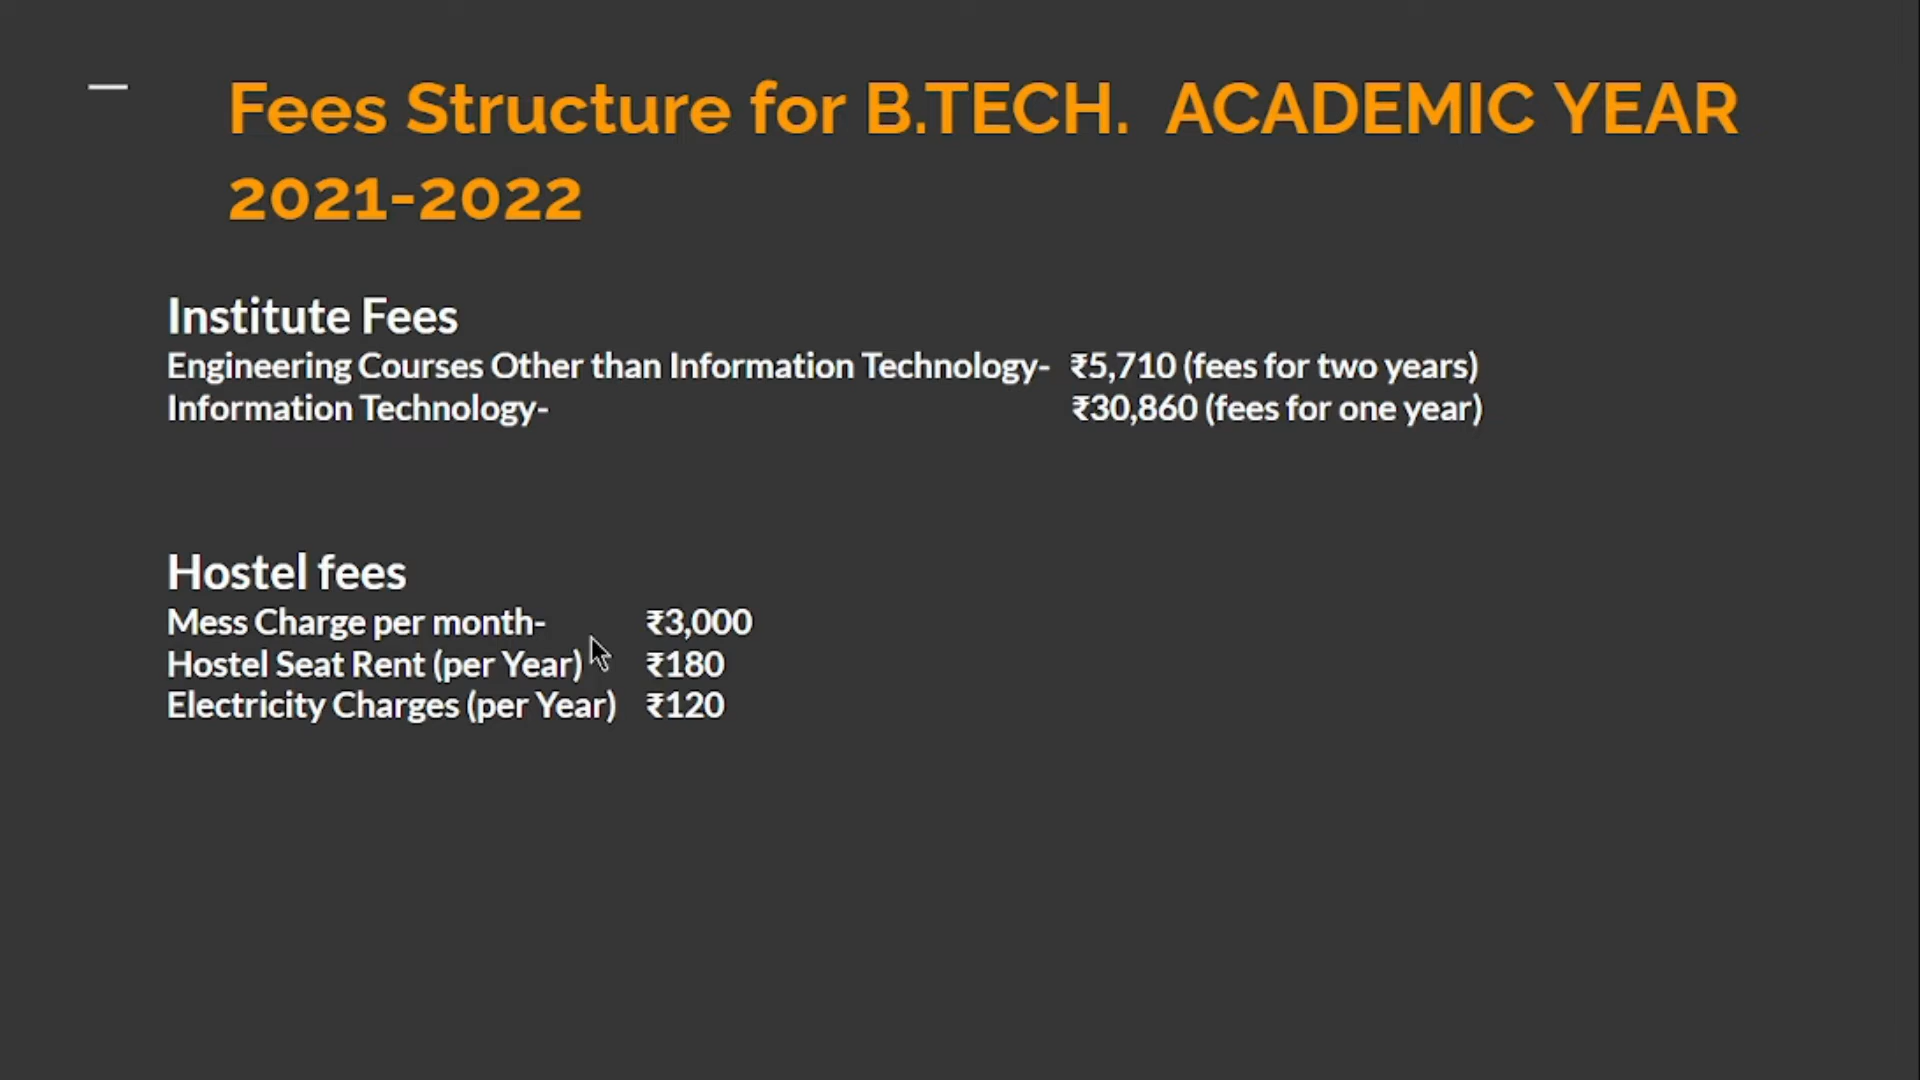 Fees Structure for B.TECH. ACADEMIC YEAR
2021-2022
Institute Fees
Engineering Courses Other than Information Technology- ₹5,710 (fees for two years)
Information Technology- ₹30,860 (fees for one year)
Hostel fees
Mess Charge per month- ₹3,000
Hostel Seat Rent (per Year) ₹180
Electricity Charges (per Year) ₹120